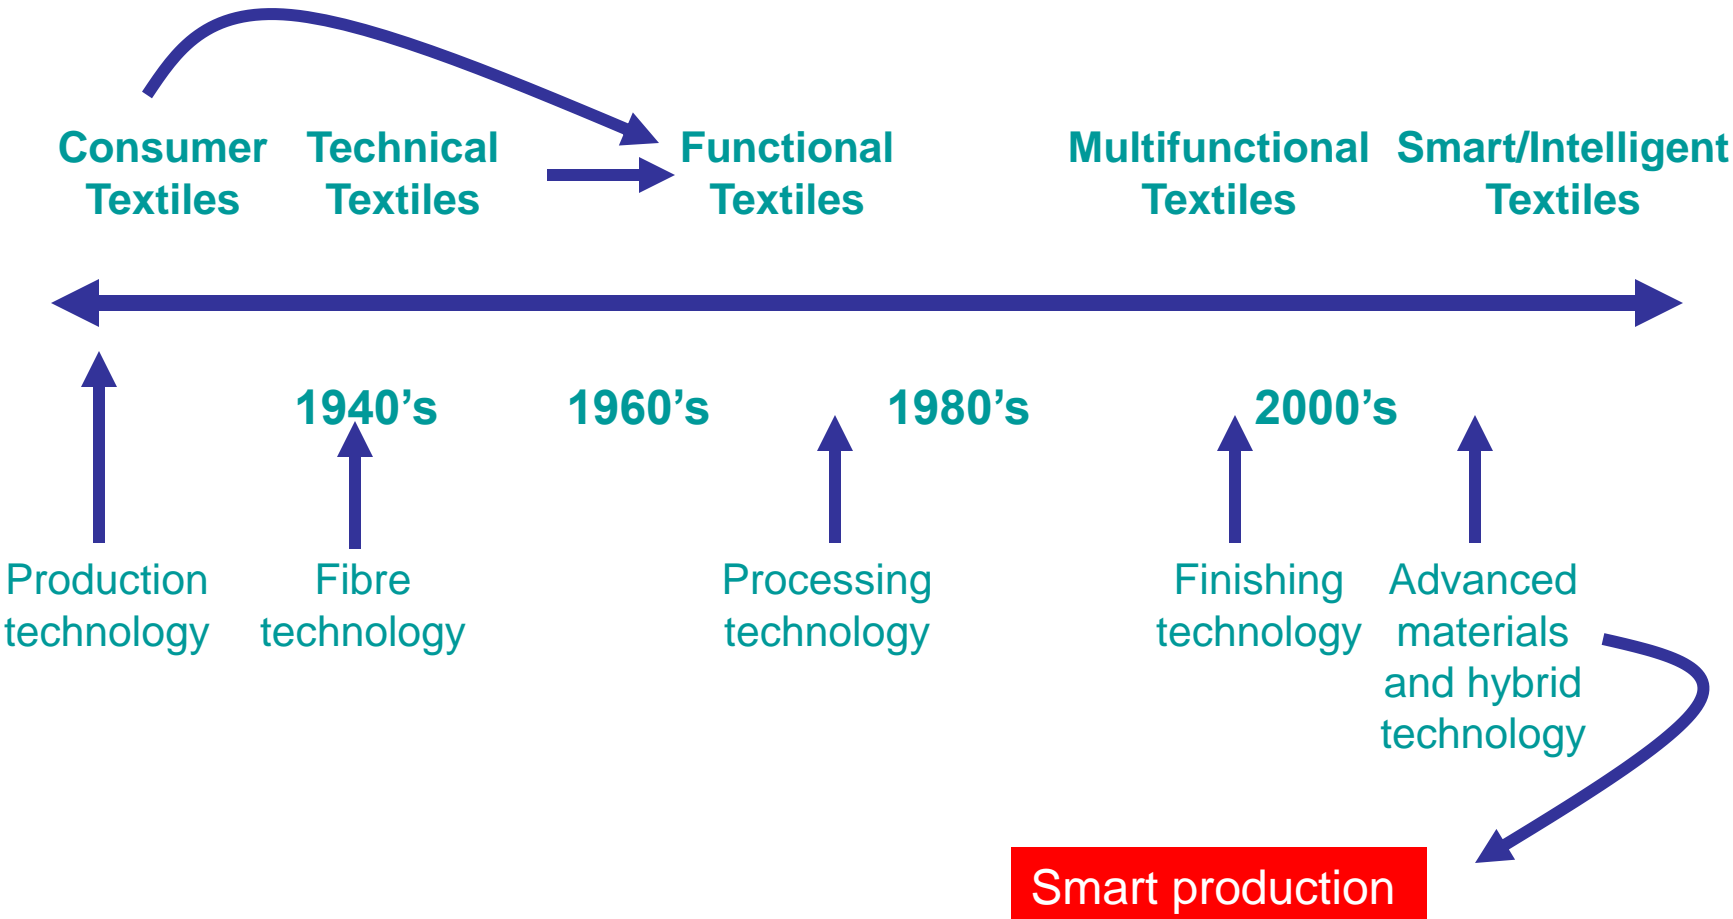 Consumer
Textiles
Technical
Textiles
Functional
Textiles
Multifunctional
Textiles
Smart/Intelligent
Textiles
1940’s
1960’s
1980’s
2000’s
Production
technology
Fibre
technology
Processing
technology
Finishing
technology
Advanced
materials
and hybrid
technology
Smart production